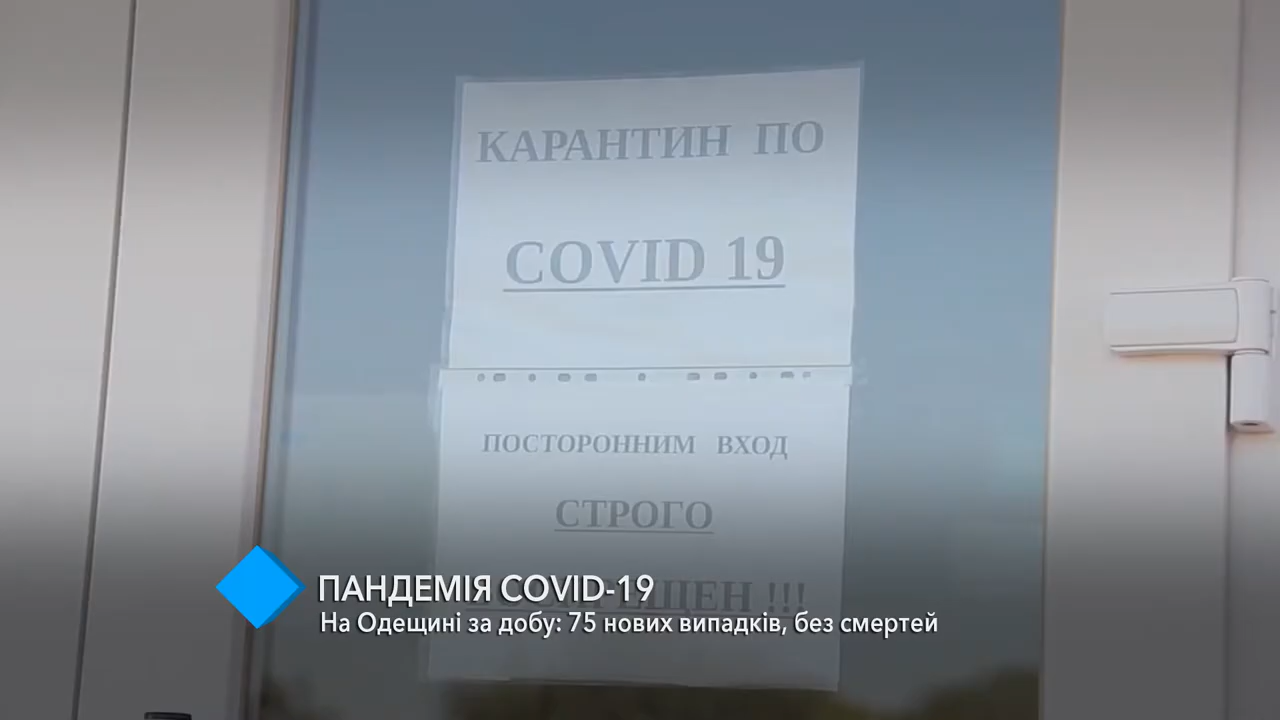 КАРАНТИН ПО
COVID 19
ПОСТОРОННИМ ВХОД
СТРОГО
!!!
ПАНДЕМІЯ COVID-19
На Одещині за добу: 75 нових випадків, без смертей